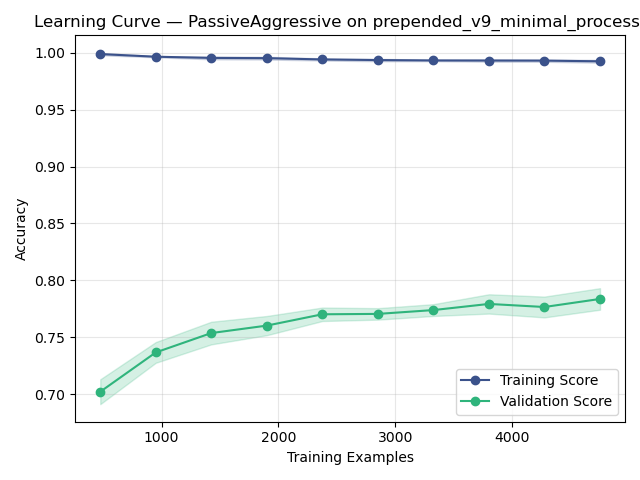 Learning Curve — PassiveAggressive on prepended_v9_minimal_process
1.00
0.95
0.90
0.85
0.80
0.75
0.70
Accuracy
1000 2000 3000 4000
Training Examples
Training Score
Validation Score